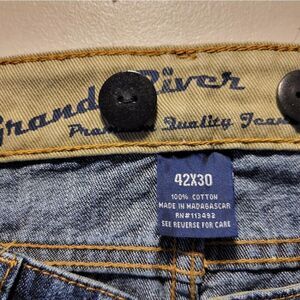 Grand River
Premium Quality Jeans
42X30
100% COTTON
MADE IN MADAGASCAR
RN#113492
SEE REVERSE FOR CARE